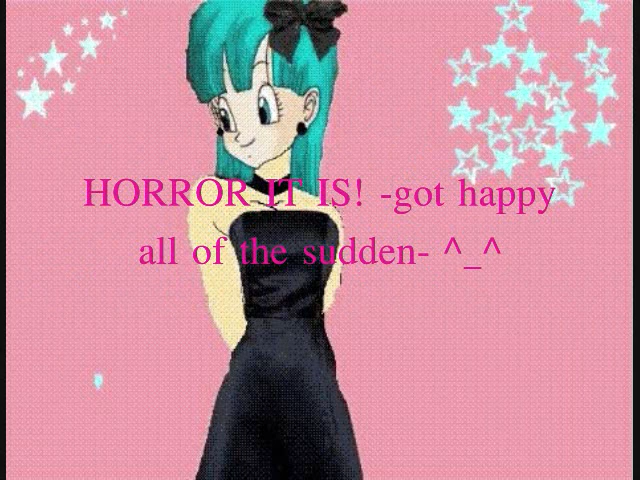 HORROR IT IS! -got happy
all of the sudden- ^_^